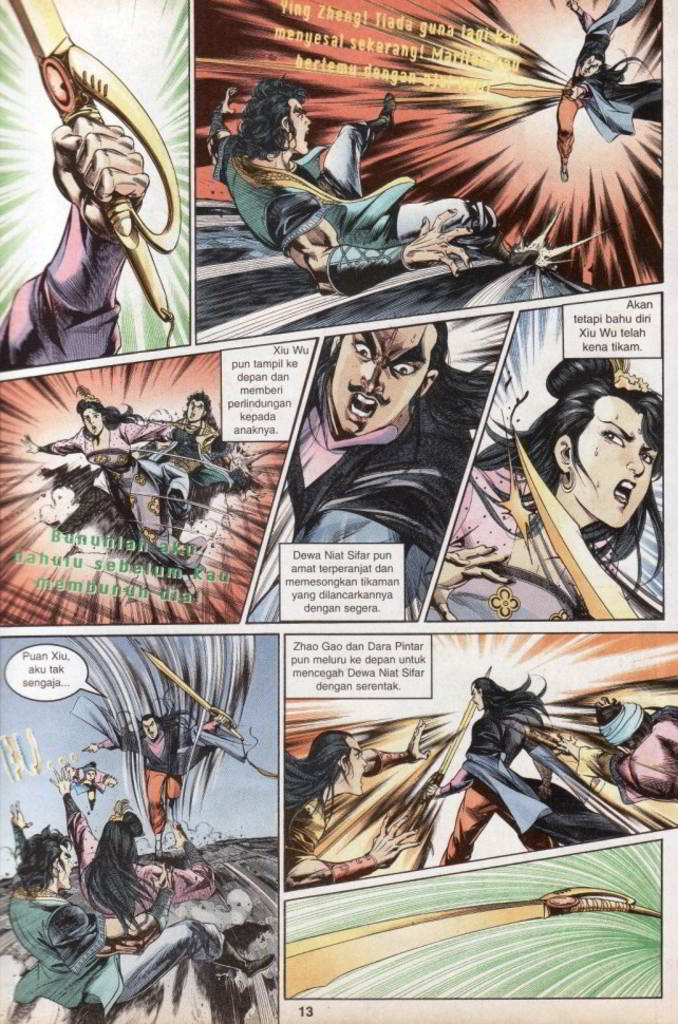 Ying Zheng! Tiada guna lagi kau
menyesal sekarang!
bertemu dengan
Xiu Wu
pun tampil ke
depan dan
memberi
perlindungan
kepada
anaknya.
Bunuhlah aku
dahulu sebelum kau
membunuh dia!
Dewa Niat Sifar pun
amat terperanjat dan
memesongkan tikaman
yang dilancarkannya
dengan segera.
Akan
tetapi bahu diri
Xiu Wu telah
kena tikam.
Puan Xiu,
aku tak
sengaja...
Zhao Gao dan Dara Pintar
pun meluru ke depan untuk
mencegah Dewa Niat Sifar
dengan serentak.
13